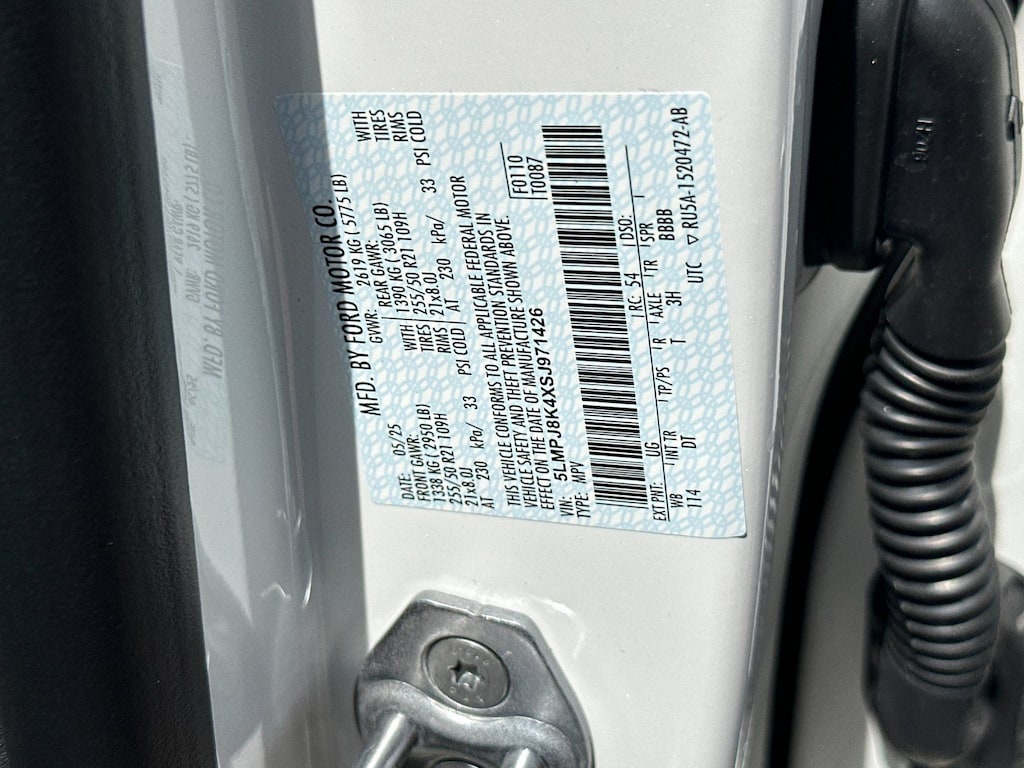 MFD. BY FORD MOTOR CO.
DATE: 05/25 GVWR: 2619 KG ( 5775 LB)
FRONT GAWR: WITH REAR GAWR: WITH
1338 KG ( 2950 LB) TIRES 1390 KG ( 3065 LB) TIRES
255/50 R21 109H RIMS 255/50 R21 109H RIMS
21x8.0J 21x8.0J
AT 230 kPa/ 33 PSI COLD AT 230 kPa/ 33 PSI COLD
THIS VEHICLE CONFORMS TO ALL APPLICABLE FEDERAL MOTOR
VEHICLE SAFETY AND THEFT PREVENTION STANDARDS IN
EFFECT ON THE DATE OF MANUFACTURE SHOWN ABOVE.
VIN: 5LMPJ8K4XSJ971426 F0110
TYPE: MPV T0087
EXT PNT: UG RC: 54 DSO:
WB INT TR TP/PS R AXLE TR SPR
114 DT T 3H BBBB
UTC ▽ RU5A-1520472-AB